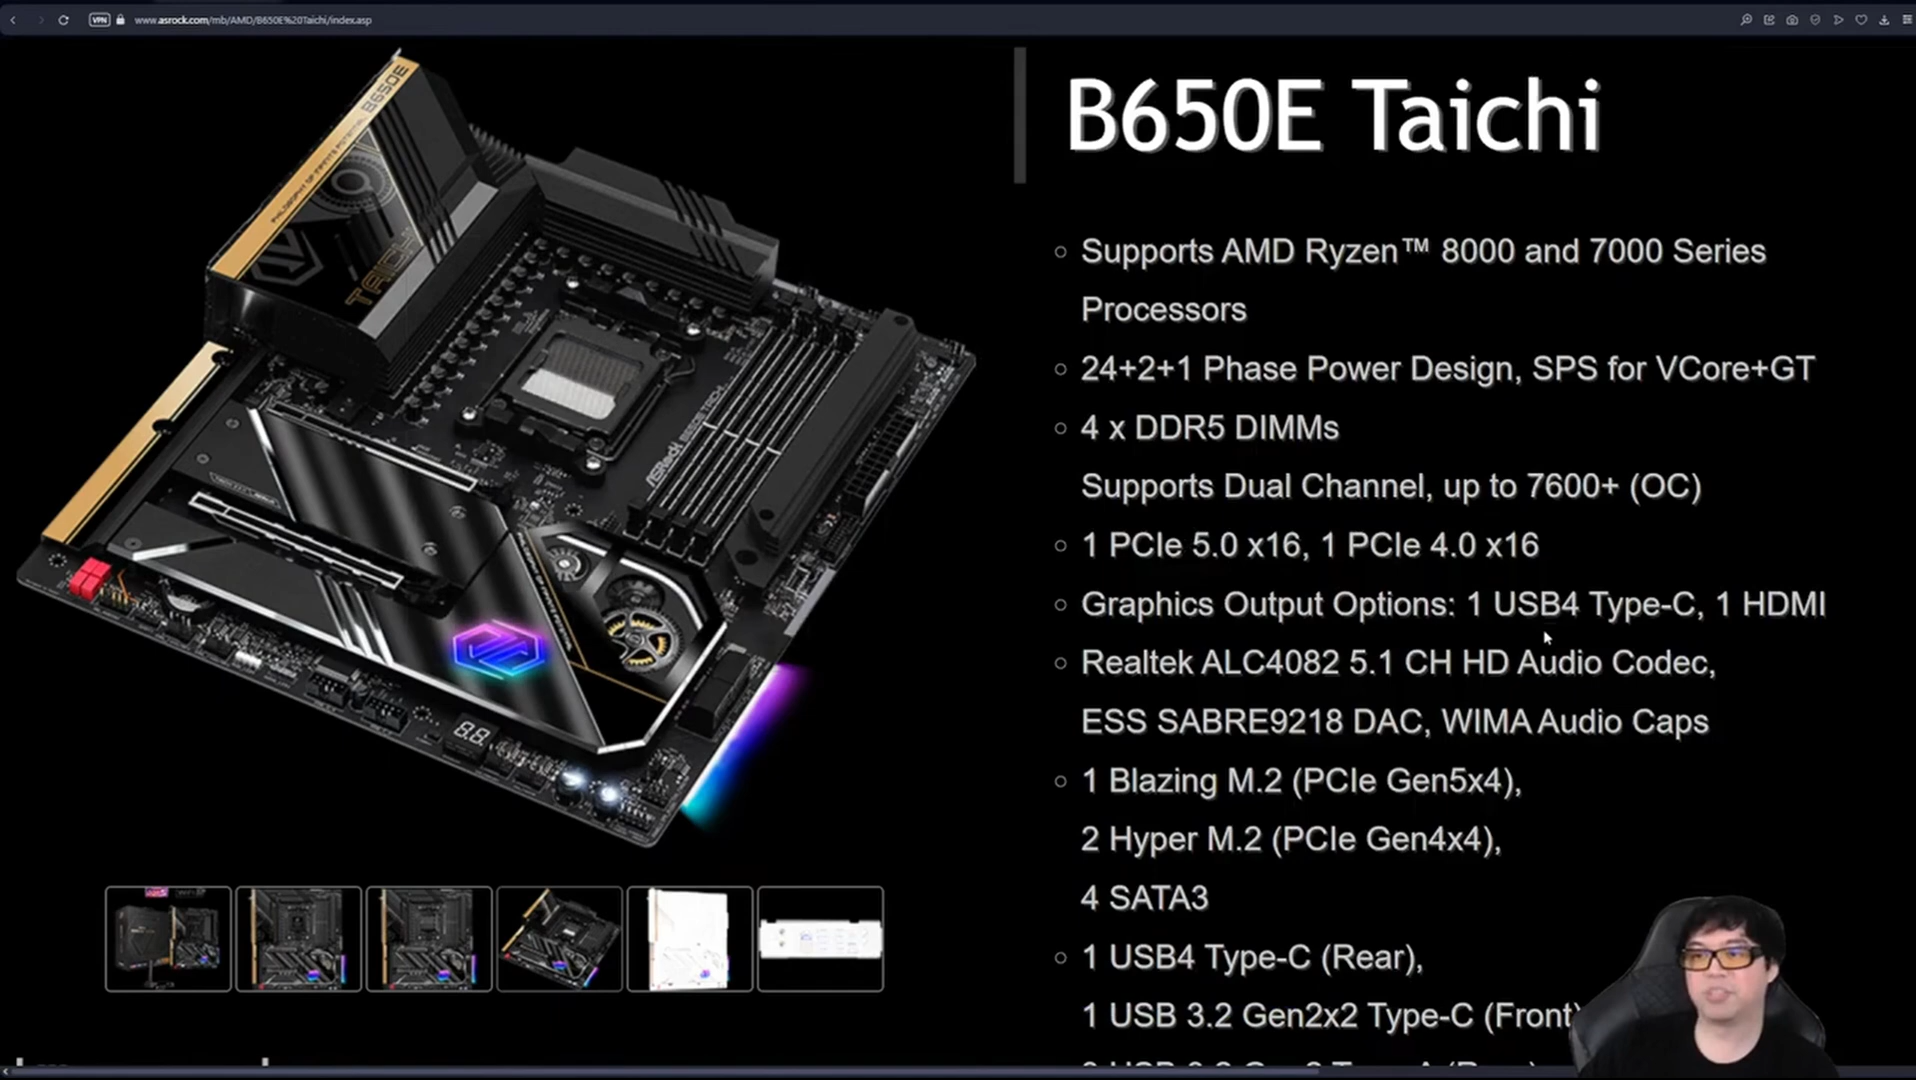 VPN
www.asrock.com/mb/AMD/B650E%20Taichi/index.asp
B650E
TAICHI
B650E Taichi
Supports AMD Ryzen™ 8000 and 7000 Series
Processors
24+2+1 Phase Power Design, SPS for VCore+GT
4 x DDR5 DIMMs
Supports Dual Channel, up to 7600+ (OC)
1 PCIe 5.0 x16, 1 PCIe 4.0 x16
Graphics Output Options: 1 USB4 Type-C, 1 HDMI
Realtek ALC4082 5.1 CH HD Audio Codec,
ESS SABRE9218 DAC, WIMA Audio Caps
1 Blazing M.2 (PCIe Gen5x4),
2 Hyper M.2 (PCIe Gen4x4),
4 SATA3
1 USB4 Type-C (Rear),
1 USB 3.2 Gen2x2 Type-C (Front)
ASRock B650E TAICHI
88